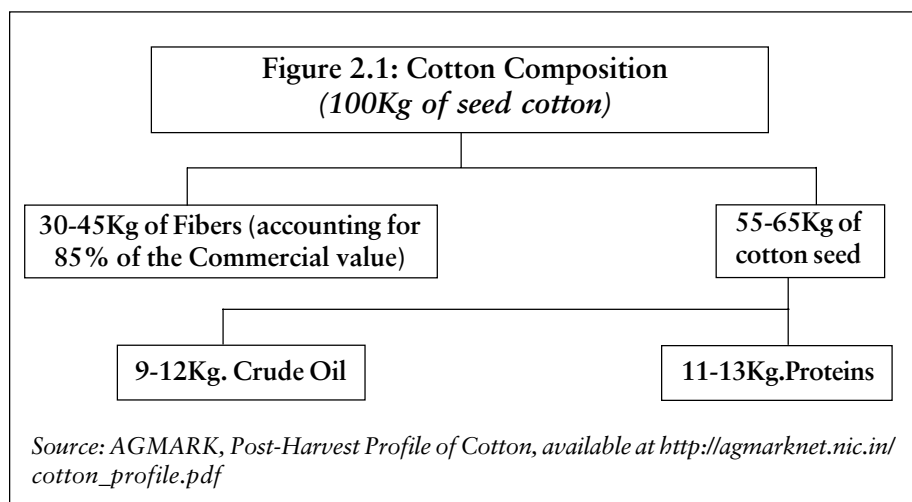 Figure 2.1: Cotton Composition
(100Kg of seed cotton)
30-45Kg of Fibers (accounting for
85% of the Commercial value)
55-65Kg of
cotton seed
9-12Kg. Crude Oil
11-13Kg.Proteins
Source: AGMARK, Post-Harvest Profile of Cotton, available at http://agmarknet.nic.in/
cotton_profile.pdf